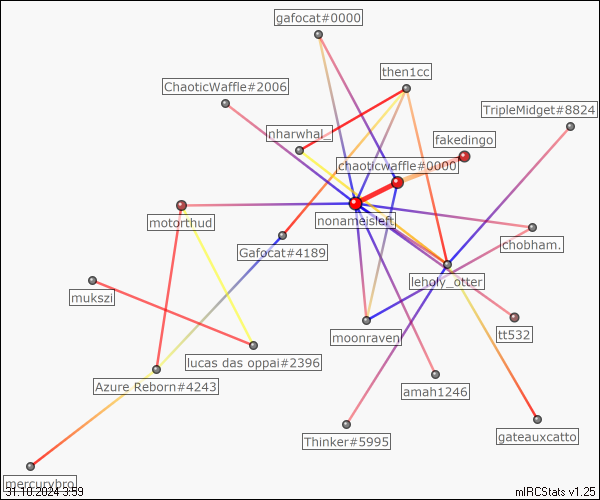 gafocat#0000
then1cc
ChaoticWaffle#2006
TripleMidget#8824
nharwhal_
fakedingo
chaoticwaffle#0000
motorthud
nonameisleft
chobham.
Gafocat#4189
leholy_otter
mukszi
moonraven
tt532
lucas das oppai#2396
Azure Reborn#4243
amah1246
Thinker#5995
gateauxcatto
mercurybro
31.10.2024 3:59
mIRCStats v1.25